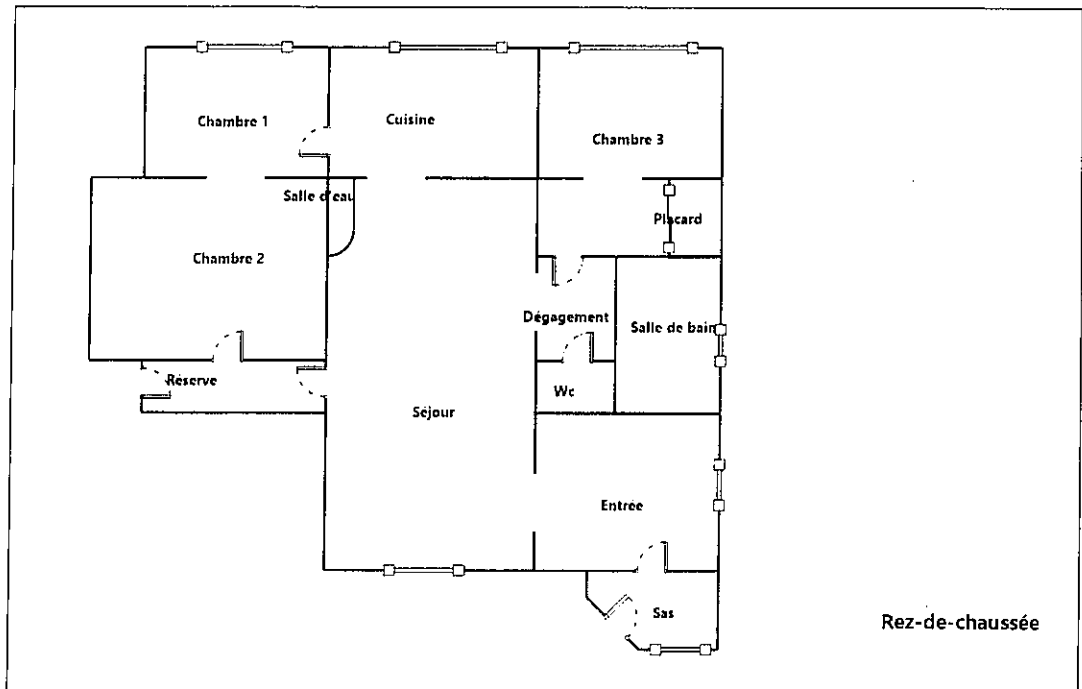 Chambre 1
Cuisine
Chambre 3
Salle d'eau
Placard
Chambre 2
Dégagement
Salle de bain
Réserve
Wc
Séjour
Entrée
Sas
Rez-de-chaussée